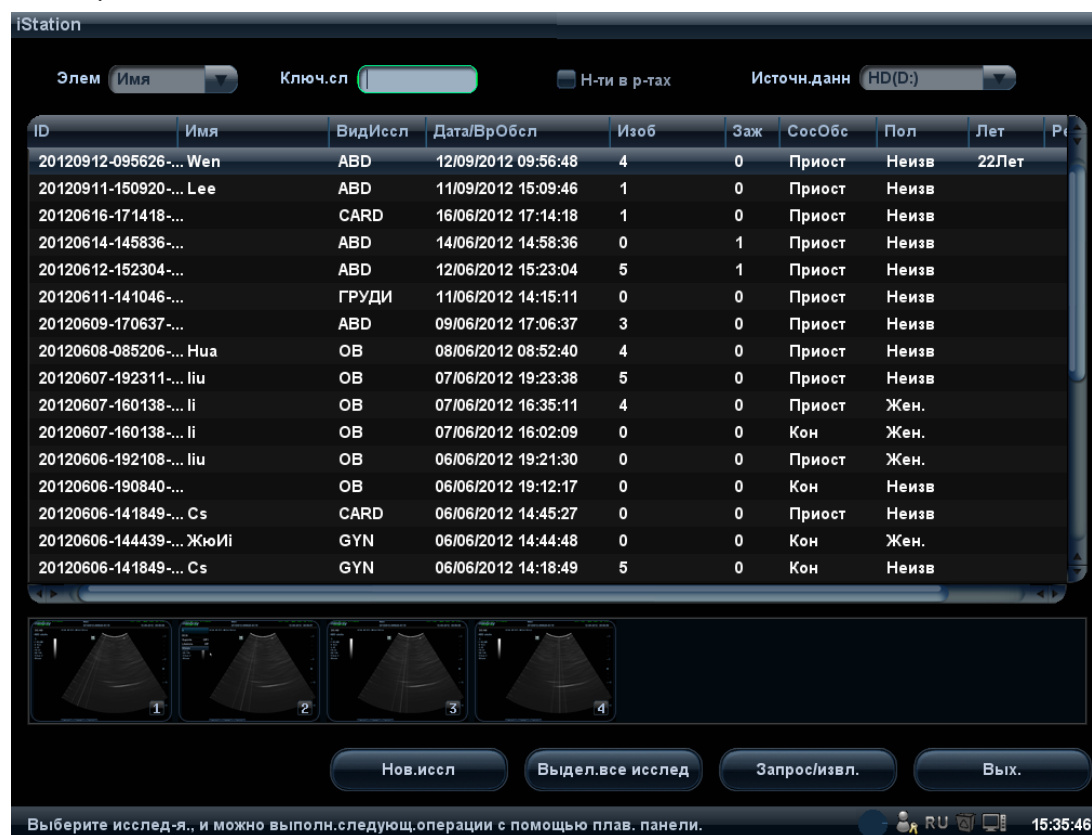 iStation
Элем Имя Ключ.сл Н-ти в р-тах Источн.данн HD(D:)
ID Имя ВидИссл Дата/ВрОбсл Изоб Заж СосОбс Пол Лет Ре
20120912-095626-... Wen ABD 12/09/2012 09:56:48 4 0 Приост Неизв 22Лет
20120911-150920-... Lee ABD 11/09/2012 15:09:46 1 0 Приост Неизв
20120616-171418-... CARD 16/06/2012 17:14:18 1 0 Приост Неизв
20120614-145836-... ABD 14/06/2012 14:58:36 0 1 Приост Неизв
20120612-152304-... ABD 12/06/2012 15:23:04 5 1 Приост Неизв
20120611-141046-... ГРУДИ 11/06/2012 14:15:11 0 0 Приост Неизв
20120609-170637-... ABD 09/06/2012 17:06:37 3 0 Приост Неизв
20120608-085206-... Hua OB 08/06/2012 08:52:40 4 0 Приост Неизв
20120607-192311-... liu OB 07/06/2012 19:23:38 5 0 Приост Неизв
20120607-160138-... li OB 07/06/2012 16:35:11 4 0 Приост Жен.
20120607-160138-... li OB 07/06/2012 16:02:09 0 0 Кон Жен.
20120606-192108-... liu OB 06/06/2012 19:21:30 0 0 Приост Жен.
20120606-190840-... OB 06/06/2012 19:12:17 0 0 Кон Неизв
20120606-141849-... Cs CARD 06/06/2012 14:45:27 0 0 Приост Неизв
20120606-144439-... ЖюИі GYN 06/06/2012 14:44:48 0 0 Кон Жен.
20120606-141849-... Cs GYN 06/06/2012 14:18:49 5 0 Кон Неизв
1 2 3 4
Нов.иссл Выдел.все исслед Запрос/извл. Вых.
Выберите исслед-я., и можно выполн.следующ.операции с помощью плав. панели. RU 15:35:46